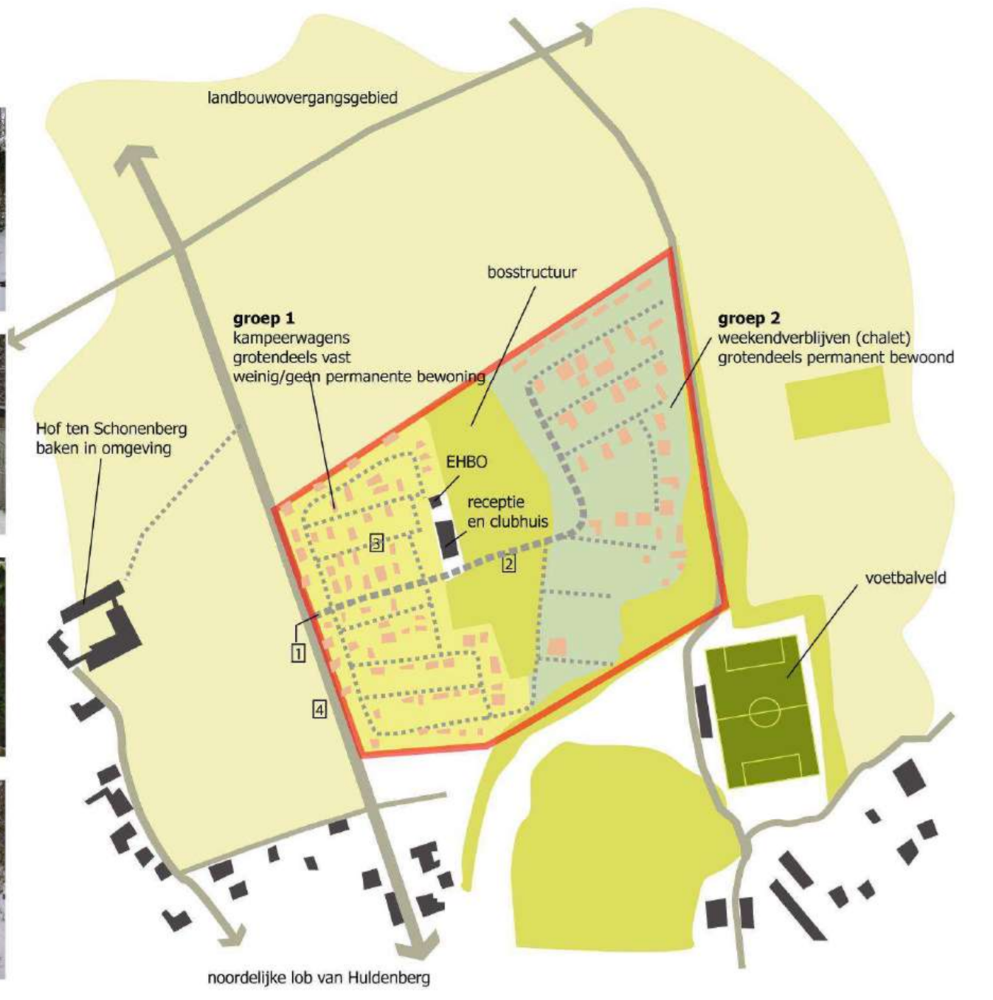 landbouwovergangsgebied
bosstructuur
groep 1
kampeerwagens
grotendeels vast
weinig/geen permanente bewoning
groep 2
weekendverblijven (chalet)
grotendeels permanent bewoond
Hof ten Schonenberg
baken in omgeving
EHBO
receptie
en clubhuis
3
2
voetbalveld
1
4
noordelijke lob van Huldenberg